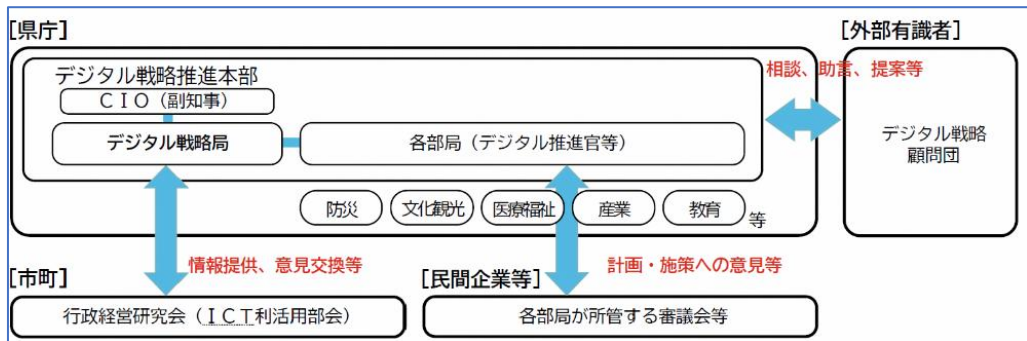 [県庁]
[外部有識者]
デジタル戦略推進本部
相談、助言、提案等
CIO(副知事)
デジタル戦略局
各部局(デジタル推進官等)
デジタル戦略
顧問団
防災
文化観光
医療福祉
産業
教育
等
情報提供、意見交換等
計画・施策への意見等
[市町]
[民間企業等]
行政経営研究会(ICT利活用部会)
各部局が所管する審議会等